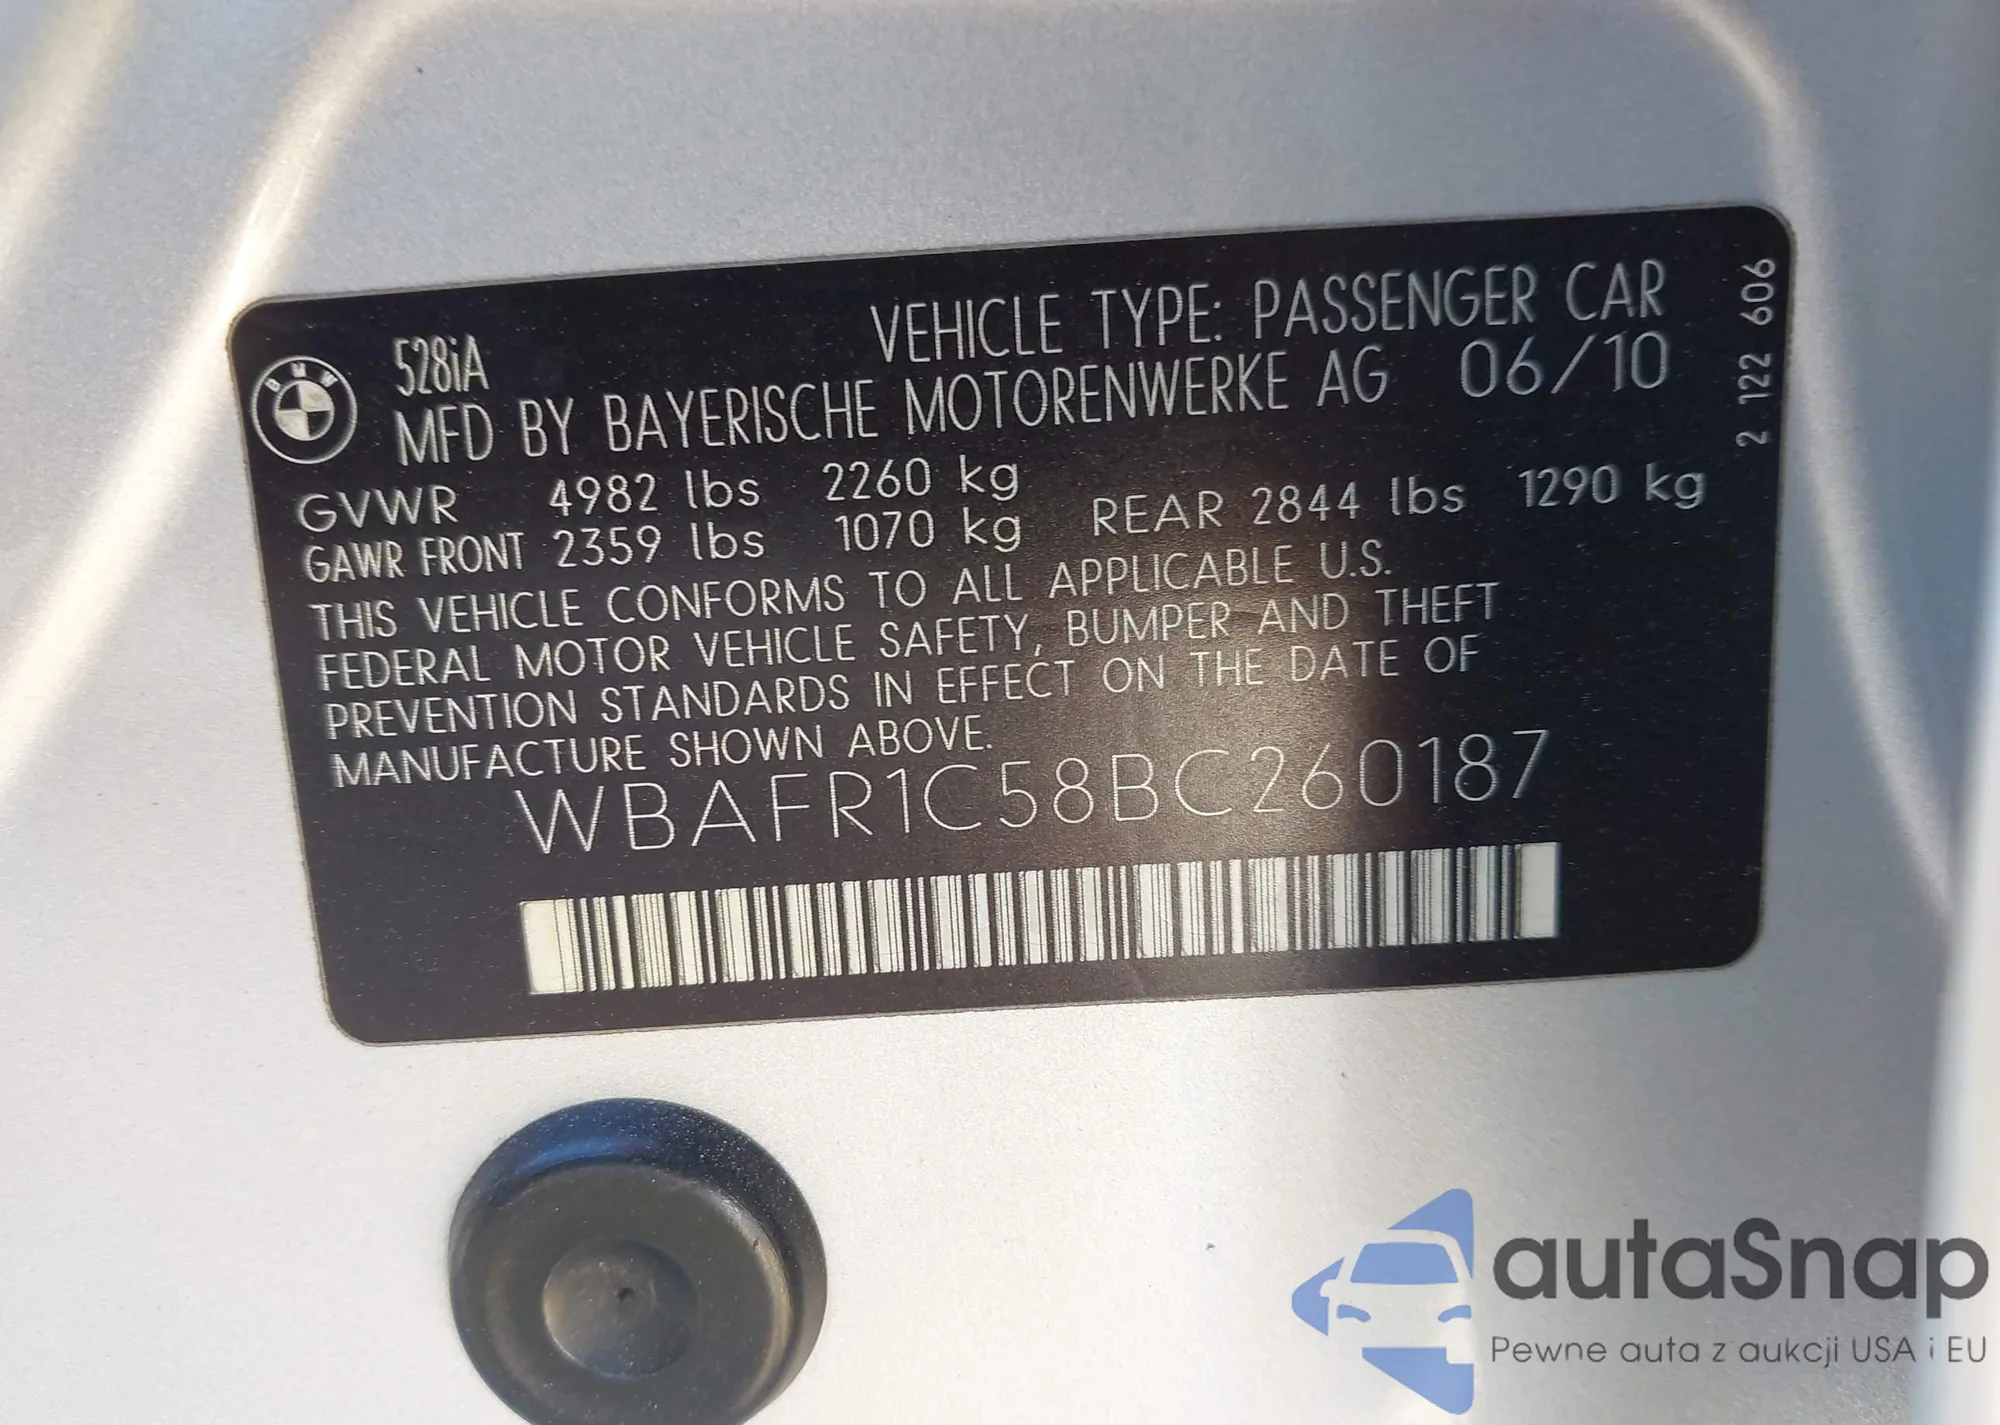 BMW
528iA
VEHICLE TYPE: PASSENGER CAR
MFD BY BAYERISCHE MOTORENWERKE AG 06/10
GVWR 4982 lbs 2260 kg
GAWR FRONT 2359 lbs 1070 kg REAR 2844 lbs 1290 kg
THIS VEHICLE CONFORMS TO ALL APPLICABLE U.S.
FEDERAL MOTOR VEHICLE SAFETY, BUMPER AND THEFT
PREVENTION STANDARDS IN EFFECT ON THE DATE OF
MANUFACTURE SHOWN ABOVE.
WBAFR1C58BC260187
2 122 606
autaSnap
Pewne auta z aukcji USA i EU